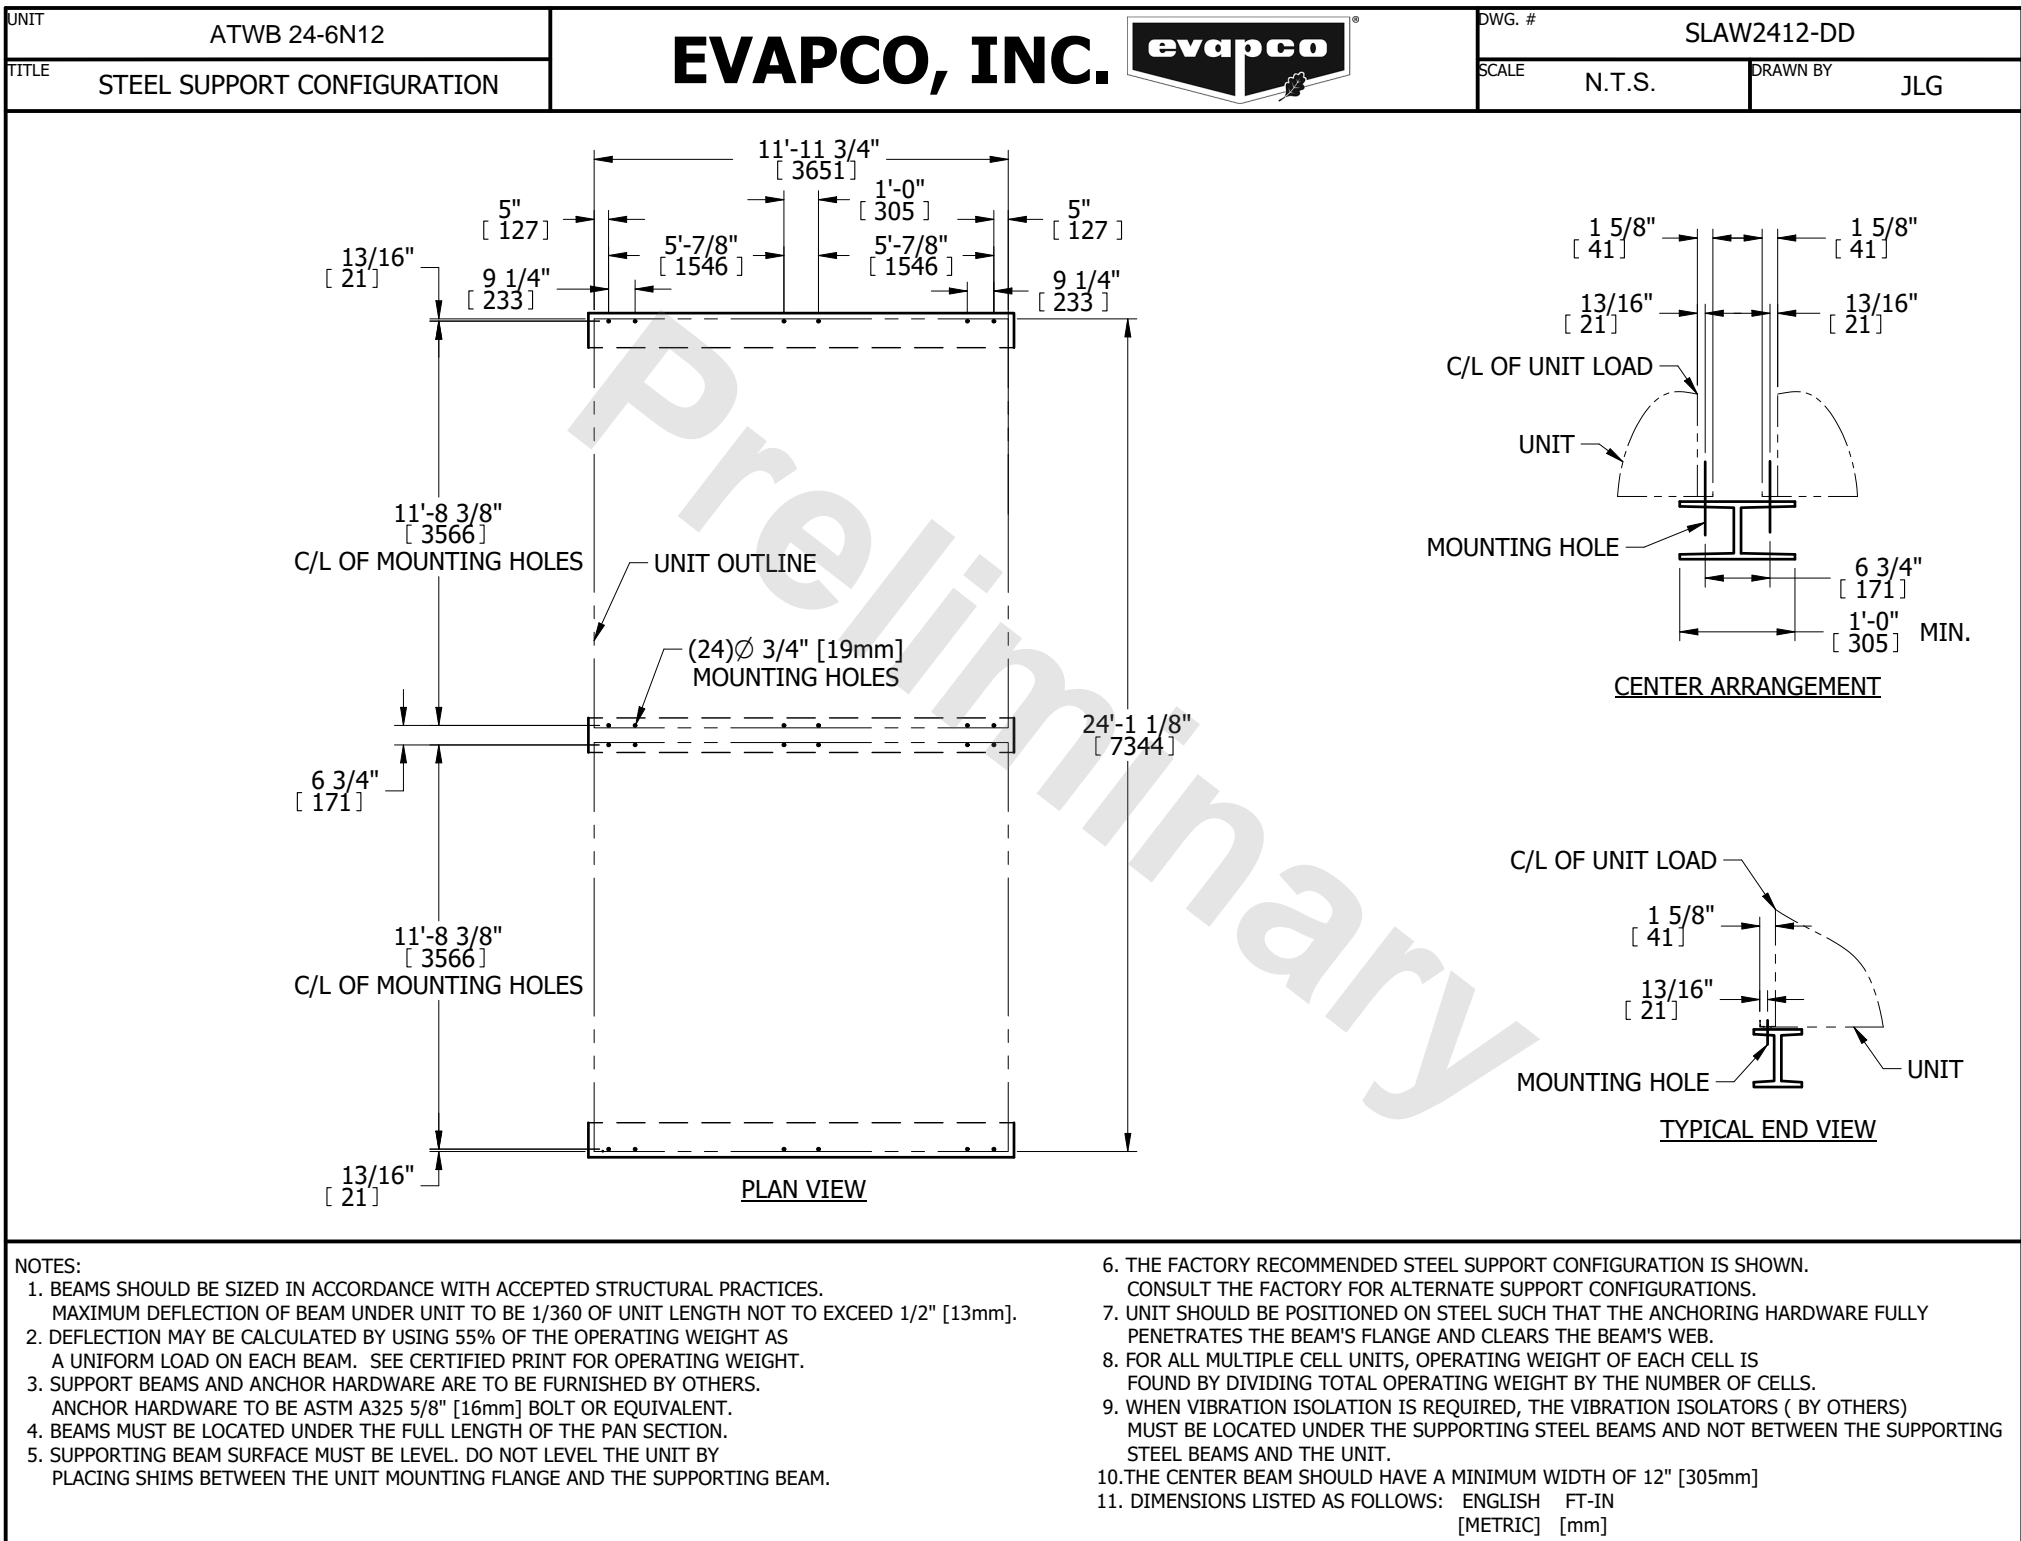 UNIT
ATWB 24-6N12
TITLE
STEEL SUPPORT CONFIGURATION
EVAPCO, INC.
evapco
®
DWG. #
SLAW2412-DD
SCALE
N.T.S.
DRAWN BY
JLG
11'-11 3/4"
[ 3651]
1'-0"
[ 305 ]
5"
[ 127]
5"
[ 127 ]
5'-7/8"
[ 1546 ]
5'-7/8"
[ 1546 ]
13/16"
[ 21]
9 1/4"
[ 233]
9 1/4"
[ 233 ]
11'-8 3/8"
[ 3566]
C/L OF MOUNTING HOLES
UNIT OUTLINE
(24)Ø 3/4" [19mm]
MOUNTING HOLES
24'-1 1/8"
[ 7344]
6 3/4"
[ 171]
11'-8 3/8"
[ 3566]
C/L OF MOUNTING HOLES
13/16"
[ 21]
PLAN VIEW
Preliminary
1 5/8"
[ 41]
1 5/8"
[ 41]
13/16"
[ 21]
13/16"
[ 21]
C/L OF UNIT LOAD
UNIT
MOUNTING HOLE
6 3/4"
[ 171]
1'-0"
[ 305] MIN.
CENTER ARRANGEMENT
C/L OF UNIT LOAD
1 5/8"
[ 41]
13/16"
[ 21]
MOUNTING HOLE
UNIT
TYPICAL END VIEW
NOTES:
1. BEAMS SHOULD BE SIZED IN ACCORDANCE WITH ACCEPTED STRUCTURAL PRACTICES.
MAXIMUM DEFLECTION OF BEAM UNDER UNIT TO BE 1/360 OF UNIT LENGTH NOT TO EXCEED 1/2" [13mm].
2. DEFLECTION MAY BE CALCULATED BY USING 55% OF THE OPERATING WEIGHT AS
A UNIFORM LOAD ON EACH BEAM. SEE CERTIFIED PRINT FOR OPERATING WEIGHT.
3. SUPPORT BEAMS AND ANCHOR HARDWARE ARE TO BE FURNISHED BY OTHERS.
ANCHOR HARDWARE TO BE ASTM A325 5/8" [16mm] BOLT OR EQUIVALENT.
4. BEAMS MUST BE LOCATED UNDER THE FULL LENGTH OF THE PAN SECTION.
5. SUPPORTING BEAM SURFACE MUST BE LEVEL. DO NOT LEVEL THE UNIT BY
PLACING SHIMS BETWEEN THE UNIT MOUNTING FLANGE AND THE SUPPORTING BEAM.
6. THE FACTORY RECOMMENDED STEEL SUPPORT CONFIGURATION IS SHOWN.
CONSULT THE FACTORY FOR ALTERNATE SUPPORT CONFIGURATIONS.
7. UNIT SHOULD BE POSITIONED ON STEEL SUCH THAT THE ANCHORING HARDWARE FULLY
PENETRATES THE BEAM'S FLANGE AND CLEARS THE BEAM'S WEB.
8. FOR ALL MULTIPLE CELL UNITS, OPERATING WEIGHT OF EACH CELL IS
FOUND BY DIVIDING TOTAL OPERATING WEIGHT BY THE NUMBER OF CELLS.
9. WHEN VIBRATION ISOLATION IS REQUIRED, THE VIBRATION ISOLATORS ( BY OTHERS)
MUST BE LOCATED UNDER THE SUPPORTING STEEL BEAMS AND NOT BETWEEN THE SUPPORTING
STEEL BEAMS AND THE UNIT.
10.THE CENTER BEAM SHOULD HAVE A MINIMUM WIDTH OF 12" [305mm]
11. DIMENSIONS LISTED AS FOLLOWS: ENGLISH FT-IN
[METRIC] [mm]